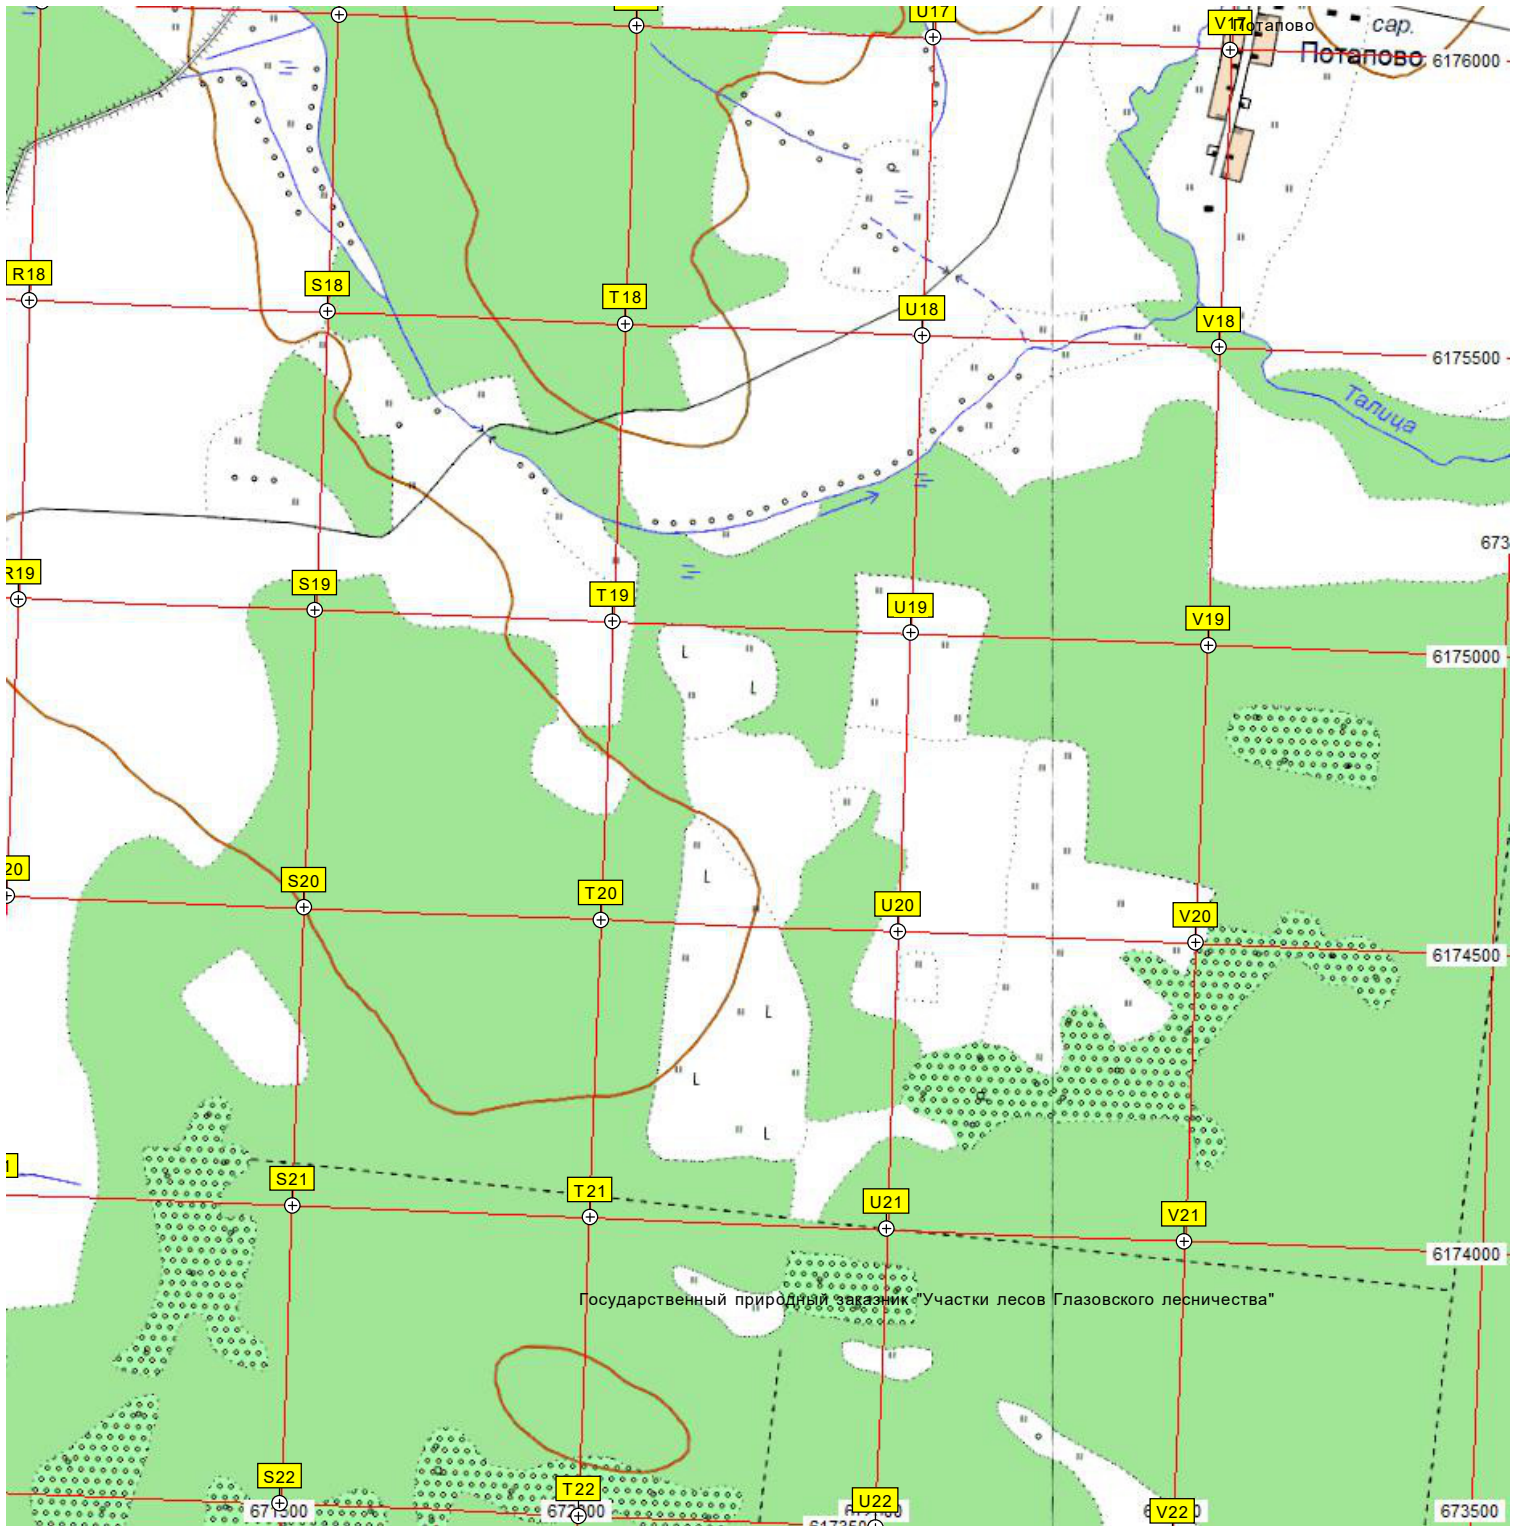 U17
V17
Потапово
сар.
Потапово
6176000
R18
S18
T18
U18
V18
6175500
Талица
673
R19
S19
T19
U19
V19
6175000
L
L
20
S20
L
T20
U20
V20
6174500
L
L
L
S21
T21
U21
V21
6174000
Государственный природный заказник "Участки лесов Глазовского лесничества"
S22
T22
U22
V22
673500